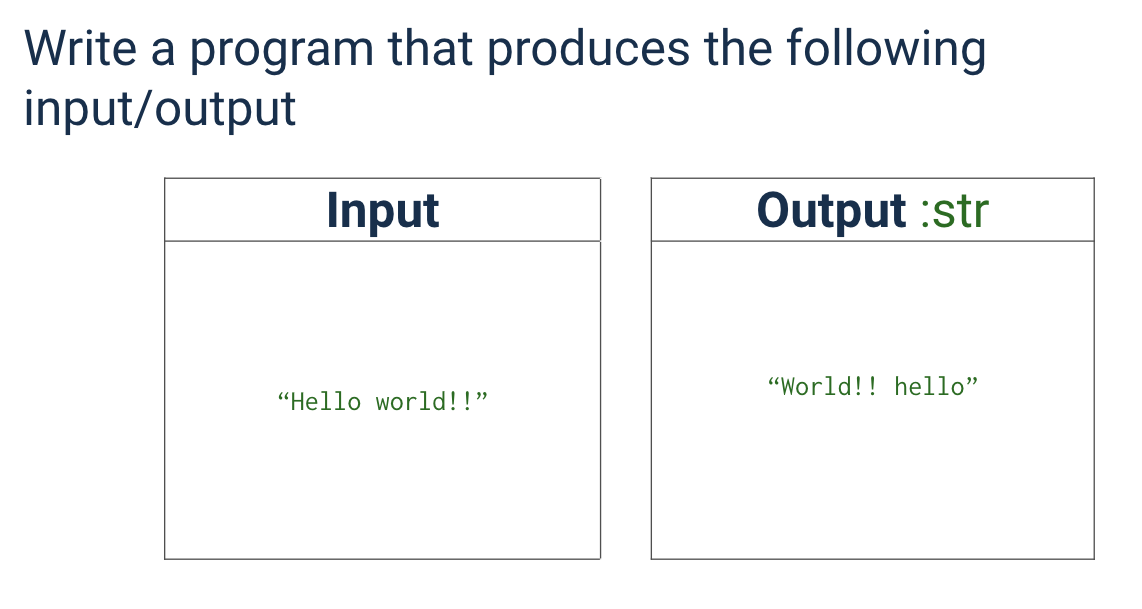 Write a program that produces the following
input/output
Input
Output :str
“Hello world!!”
“World!! hello”